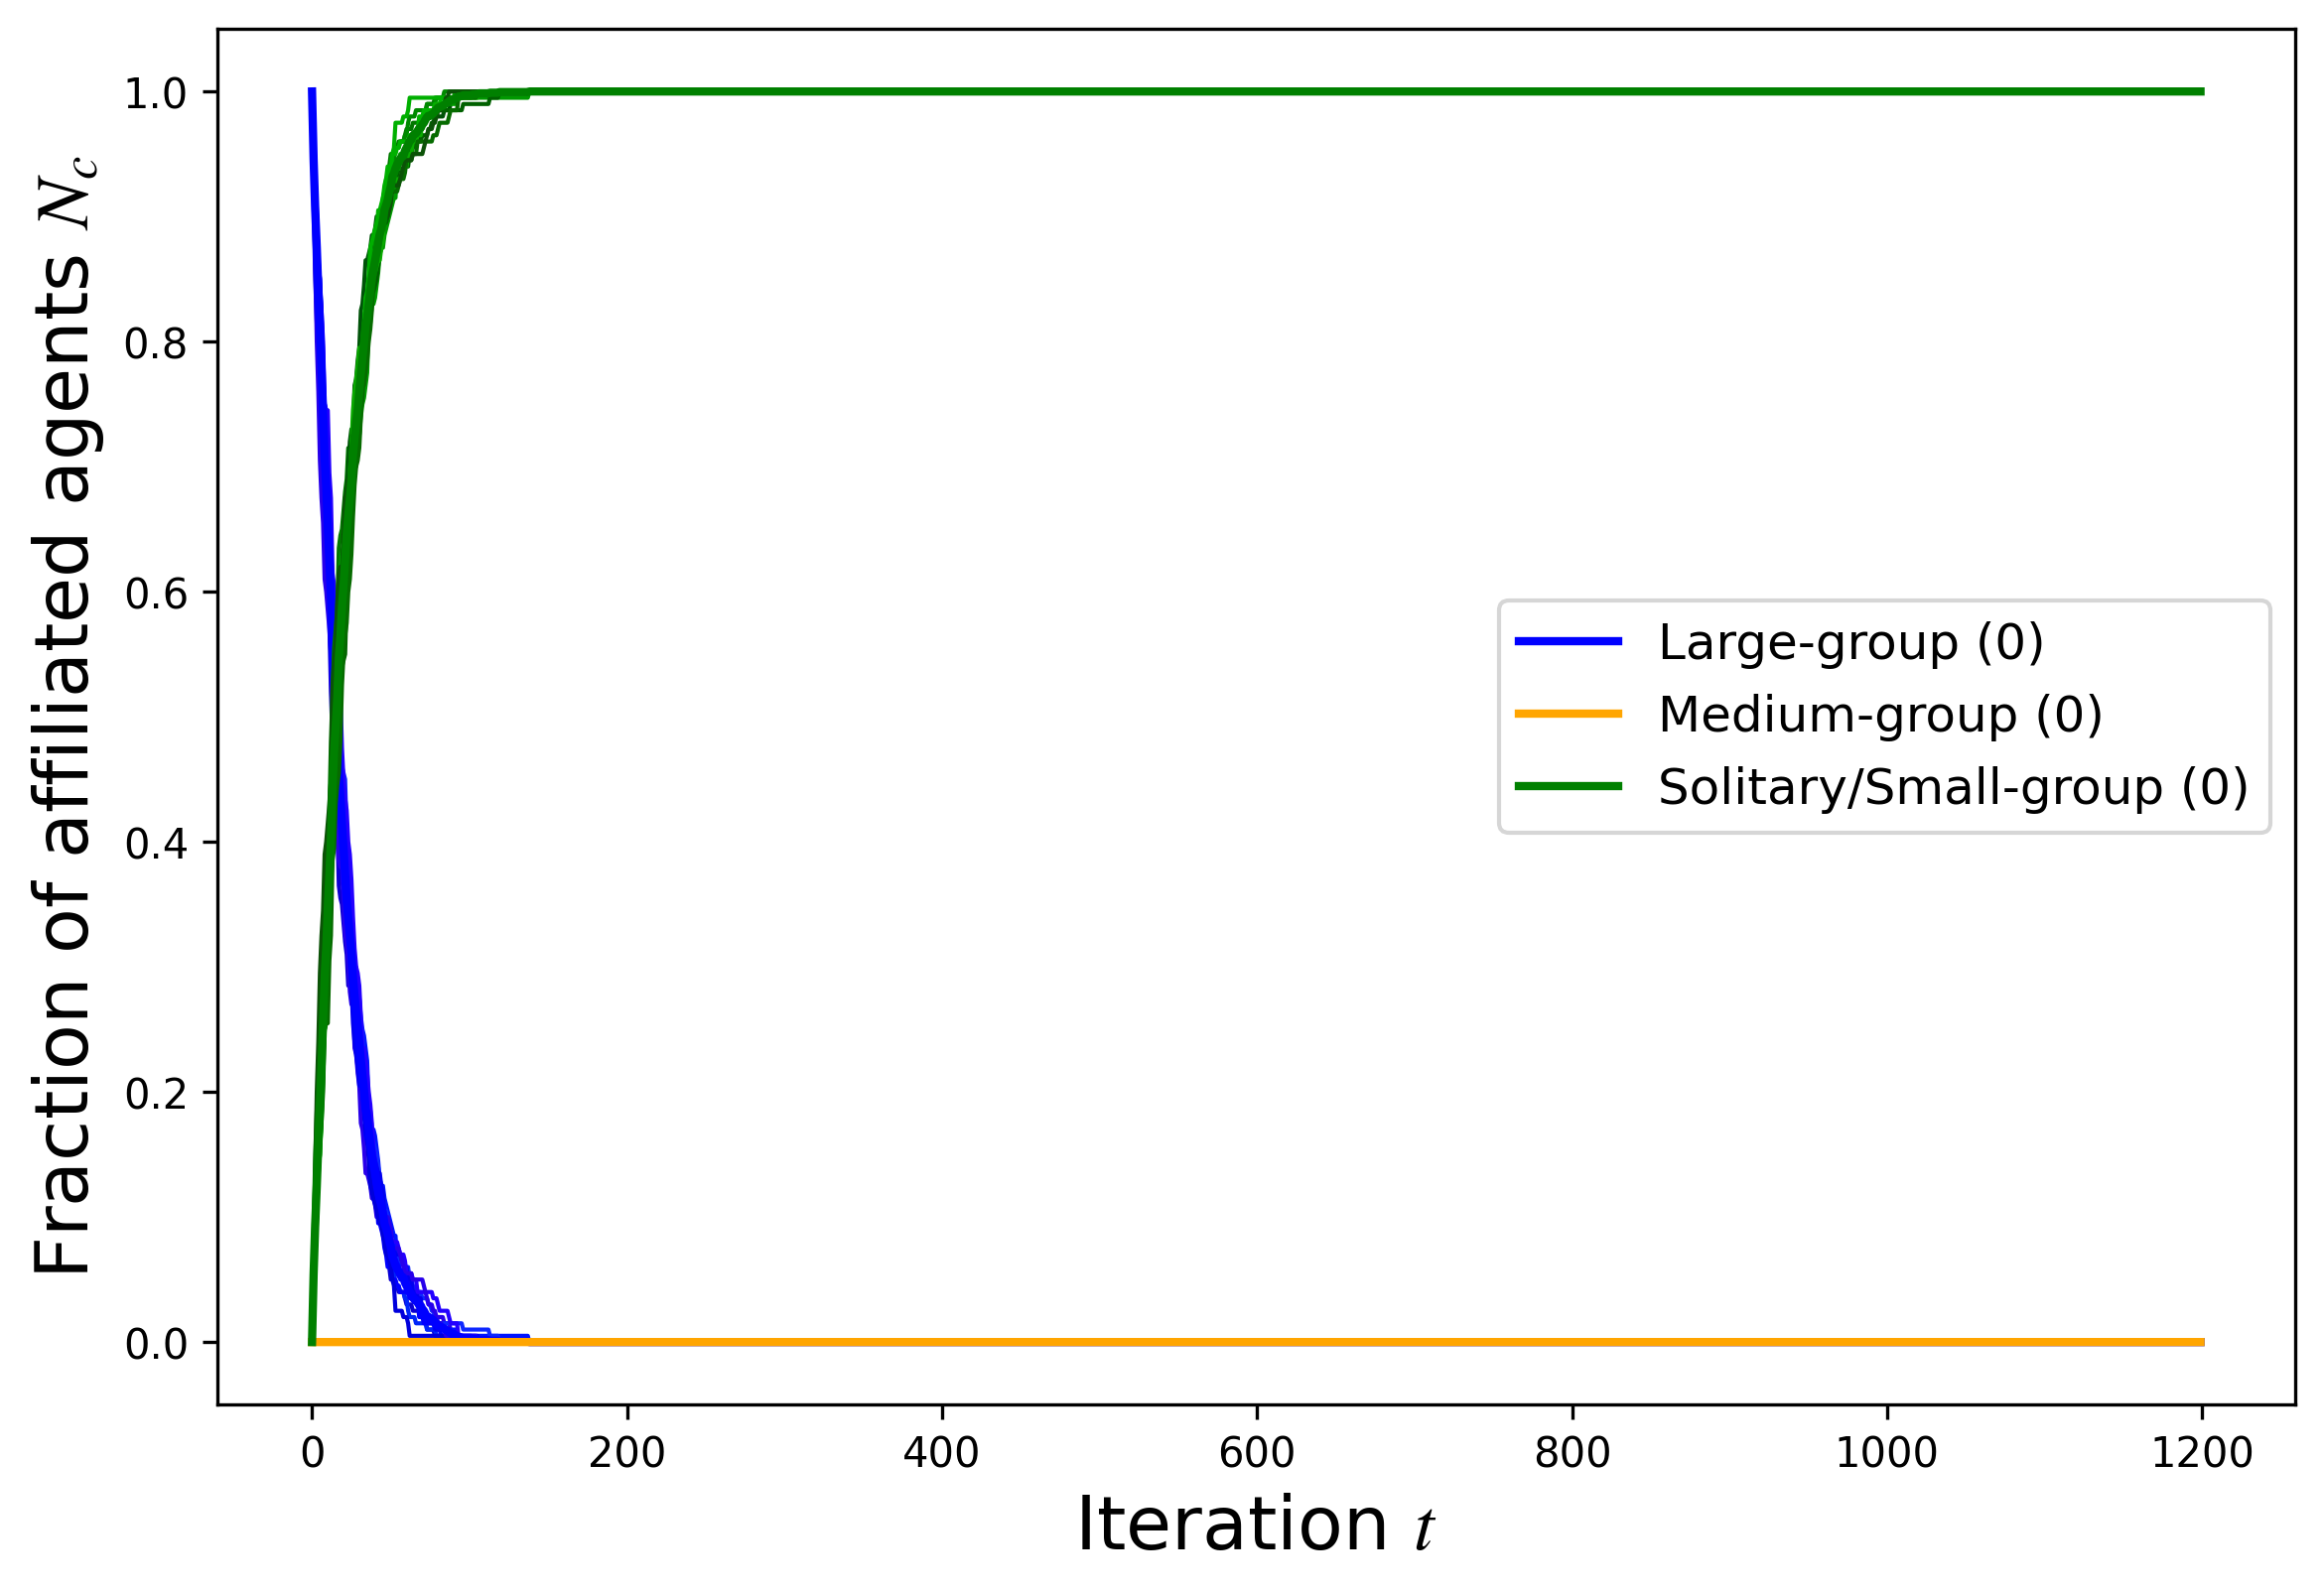 Fraction of affiliated agents N_c
1.0
0.8
0.6
0.4
0.2
0.0
Large-group (0)
Medium-group (0)
Solitary/Small-group (0)
0 200 400 600 800 1000 1200
Iteration t